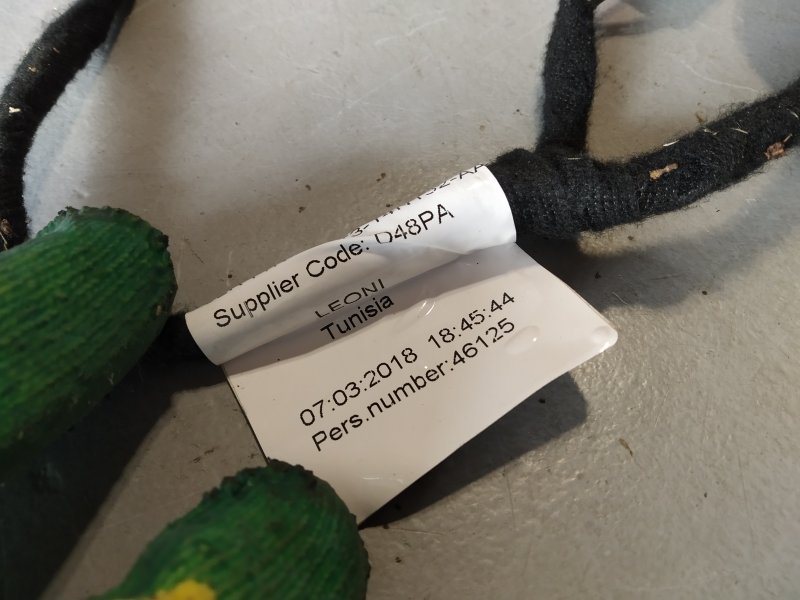 Supplier Code: D48PA
LEONI
Tunisia
07:03:2018 18:45:44
Pers.number:46125